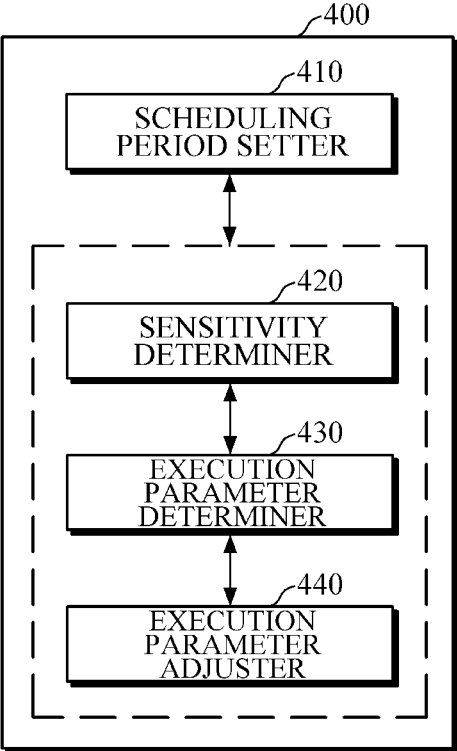 400
410
SCHEDULING
PERIOD SETTER
420
SENSITIVITY
DETERMINER
430
EXECUTION
PARAMETER
DETERMINER
440
EXECUTION
PARAMETER
ADJUSTER